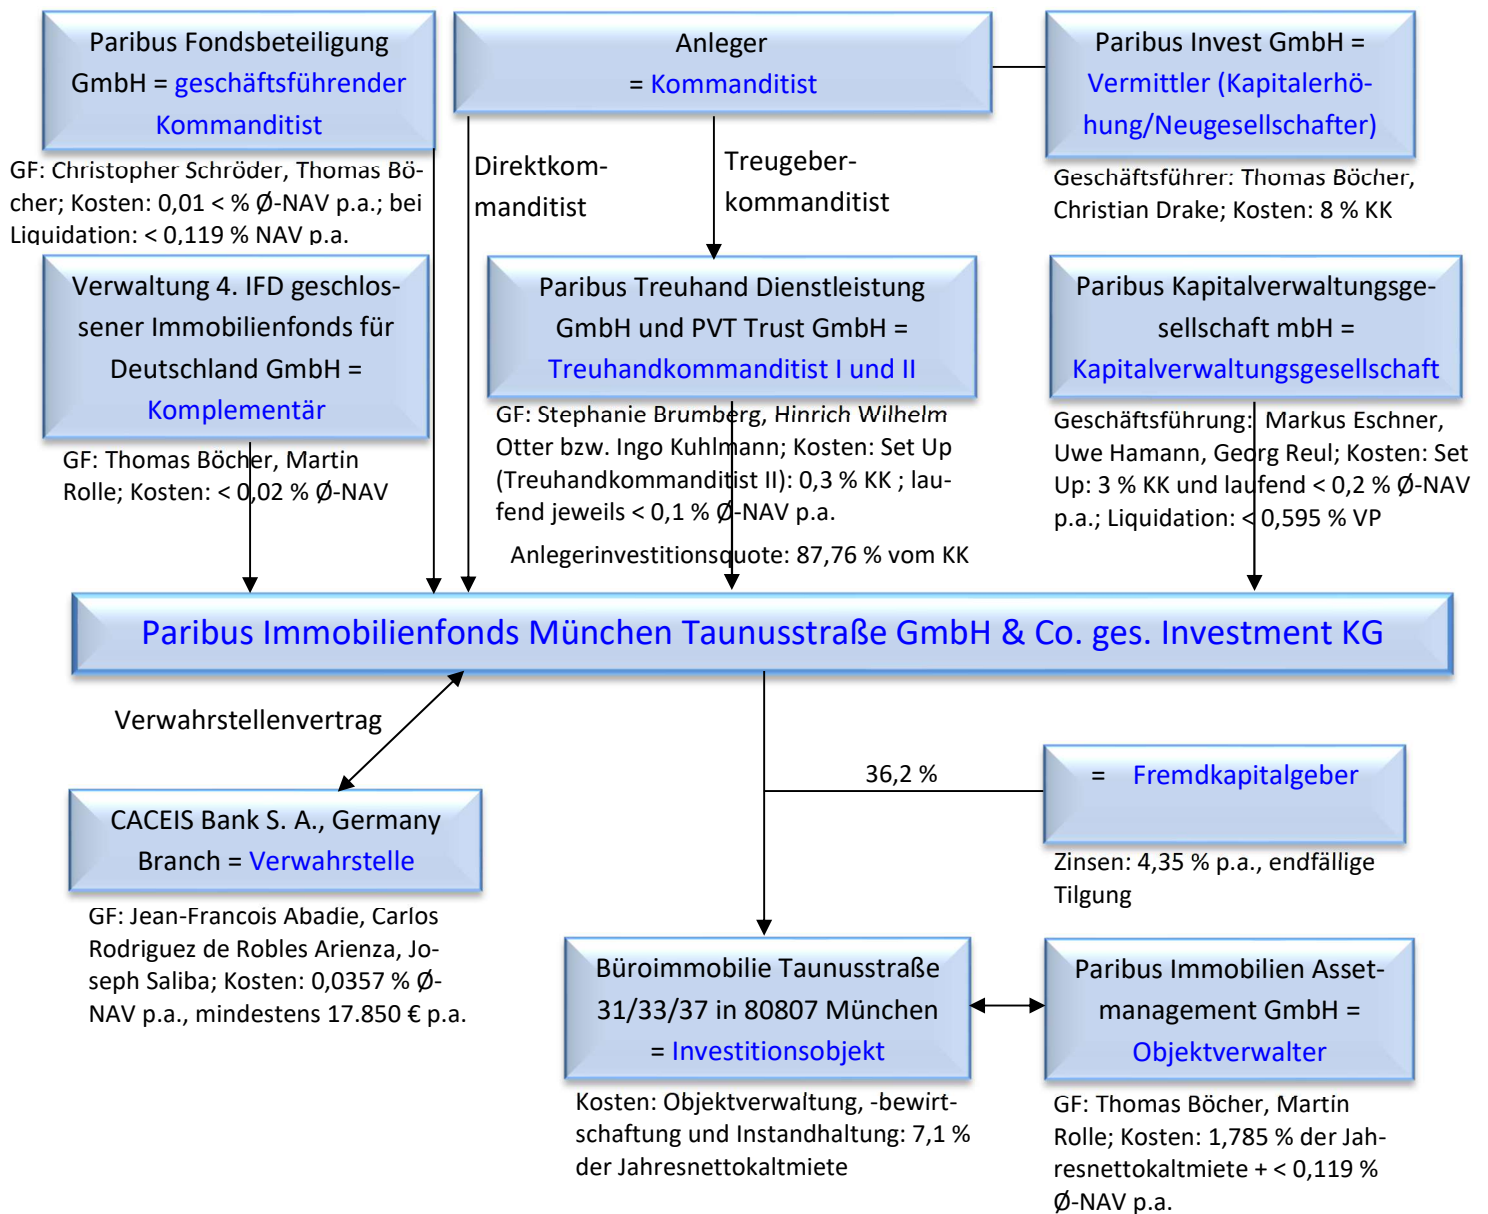 Paribus Fondsbeteiligung
GmbH = geschäftsführender
Kommanditist
GF: Christopher Schröder, Thomas Bö-
cher; Kosten: 0,01 < % Ø-NAV p.a.; bei
Liquidation: < 0,119 % NAV p.a.
Anleger
= Kommanditist
Paribus Invest GmbH =
Vermittler (Kapitalerhö-
hung/Neugesellschafter)
Geschäftsführer: Thomas Böcher,
Christian Drake; Kosten: 8 % KK
Direktkom-
manditist
Treugeber-
kommanditist
Verwaltung 4. IFD geschlos-
sener Immobilienfonds für
Deutschland GmbH =
Komplementär
GF: Thomas Böcher, Martin
Rolle; Kosten: < 0,02 % Ø-NAV
Paribus Treuhand Dienstleistung
GmbH und PVT Trust GmbH =
Treuhandkommanditist I und II
GF: Stephanie Brumberg, Hinrich Wilhelm
Otter bzw. Ingo Kuhlmann; Kosten: Set Up
(Treuhandkommanditist II): 0,3 % KK ; lau-
fend jeweils < 0,1 % Ø-NAV p.a.
Anlegerinvestitionsquote: 87,76 % vom KK
Paribus Kapitalverwaltungsge-
sellschaft mbH =
Kapitalverwaltungsgesellschaft
Geschäftsführung: Markus Eschner,
Uwe Hamann, Georg Reul; Kosten: Set
Up: 3 % KK und laufend < 0,2 % Ø-NAV
p.a.; Liquidation: < 0,595 % VP
Paribus Immobilienfonds München Taunusstraße GmbH & Co. ges. Investment KG
Verwahrstellenvertrag
36,2 %
= Fremdkapitalgeber
Zinsen: 4,35 % p.a., endfällige
Tilgung
CACEIS Bank S. A., Germany
Branch = Verwahrstelle
GF: Jean-Francois Abadie, Carlos
Rodriguez de Robles Arienza, Jo-
seph Saliba; Kosten: 0,0357 % Ø-
NAV p.a., mindestens 17.850 € p.a.
Büroimmobilie Taunusstraße
31/33/37 in 80807 München
= Investitionsobjekt
Kosten: Objektverwaltung, -bewirt-
schaftung und Instandhaltung: 7,1 %
der Jahresnettokaltmiete
Paribus Immobilien Asset-
management GmbH =
Objektverwalter
GF: Thomas Böcher, Martin
Rolle; Kosten: 1,785 % der Jah-
resnettokaltmiete + < 0,119 %
Ø-NAV p.a.